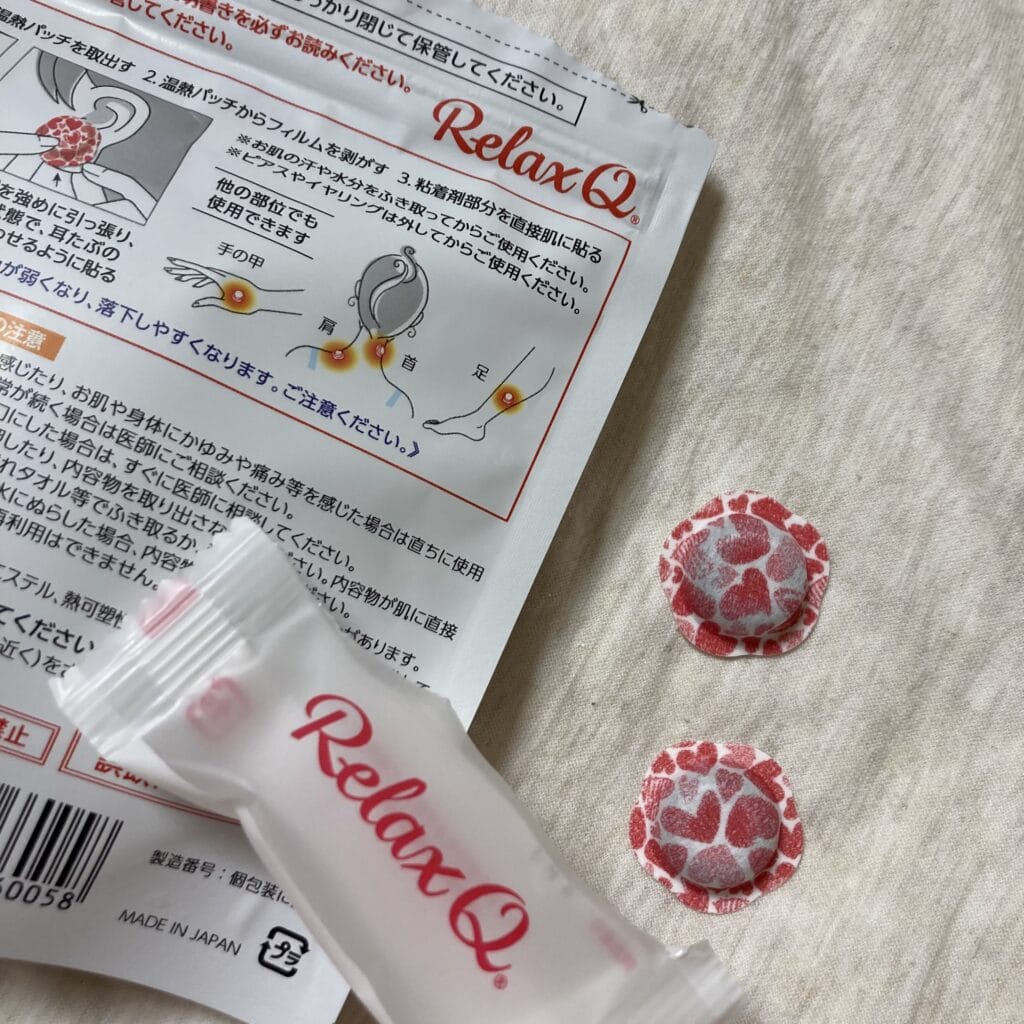 っかり閉じて保管してください。
書きを必ずお読みください。
管してください。
温熱パッチを取出す 2. 温熱パッチからフィルムを剥がす 3. 粘着剤部分を直接肌に貼る
※お肌の汗や水分をふき取ってからご使用ください。
※ピアスやイヤリングは外してからご使用ください。
Relax Q®
を強めに引っ張り、
状態で、耳たぶの
わせるように貼る
他の部位でも
使用できます
手の甲
肩
首
足
が弱くなり、落下しやすくなります。ご注意ください。》
の注意
感じたり、お肌や身体にかゆみや痛み等を感じた場合は直ちに使用
常が続く場合は医師にご相談ください。
口にした場合は、すぐに医師に相談してください。
したり、内容物を取り出さな
ください。内容物が肌に直接
れタオル等でふき取るか、
水にぬらした場合、内容
があります。
再利用はできません。
エステル、熱可塑性
てください
近く)を
禁止
60058
製造番号:個包装に
MADE IN JAPAN
プラ
Relax Q®